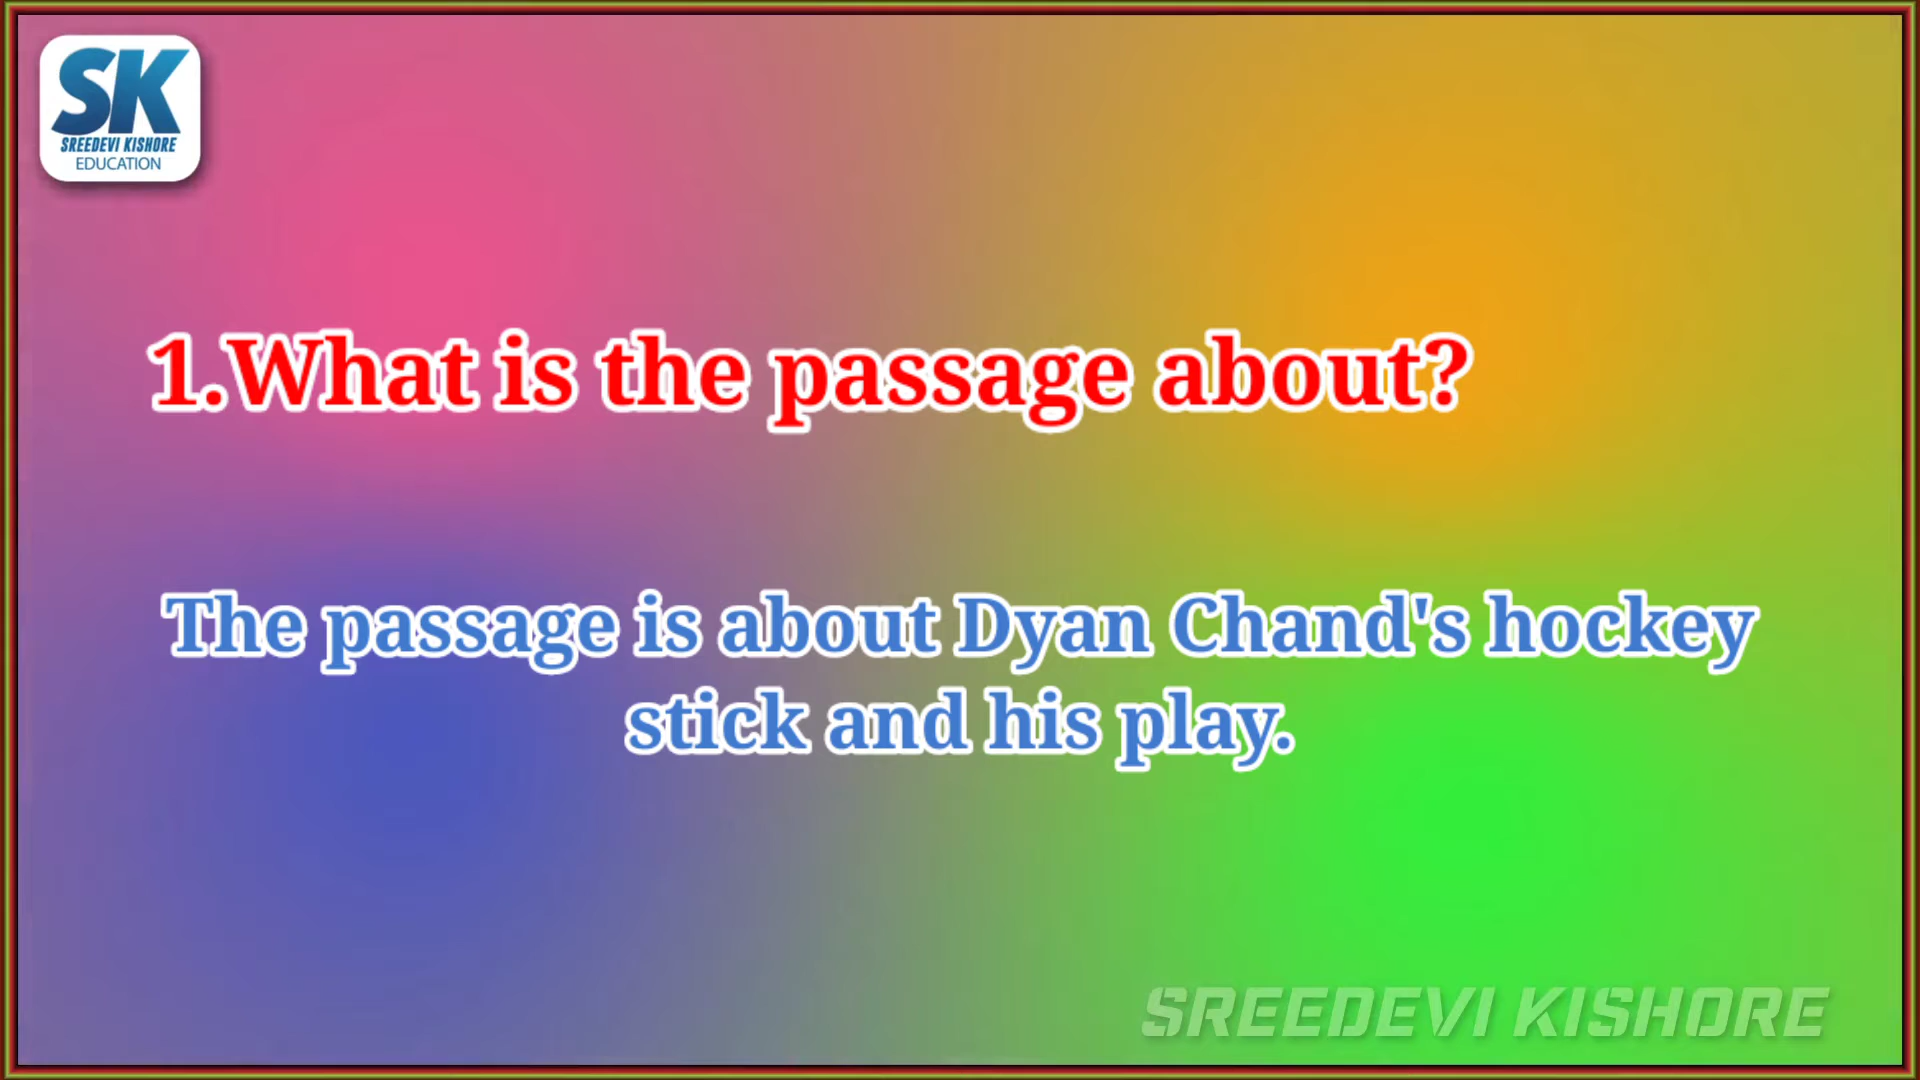 SK
SREEDEVI KISHORE
EDUCATION
1.What is the passage about?
The passage is about Dyan Chand's hockey
stick and his play.
SREEDEVI KISHORE